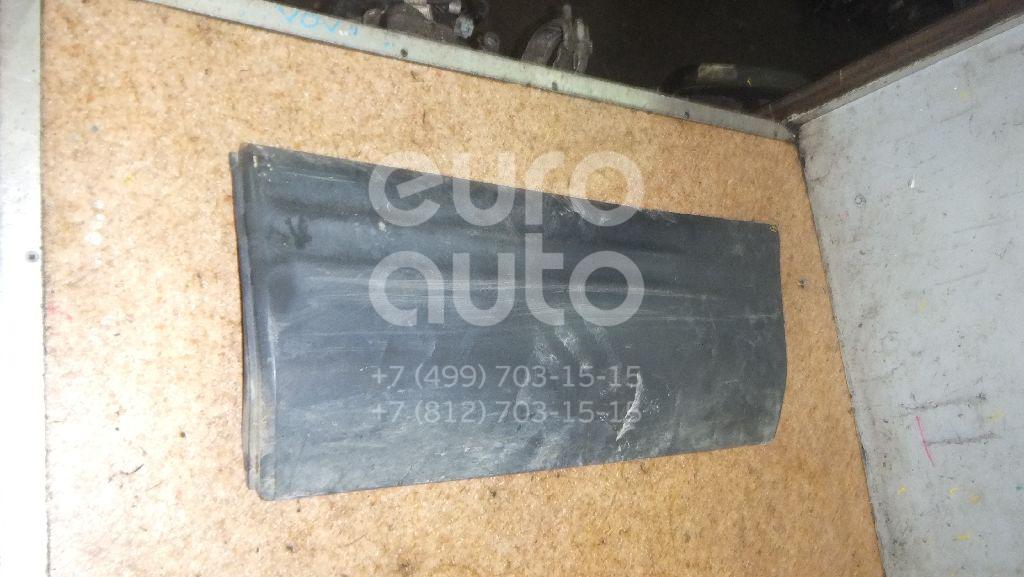 euro
auto
+7 (499) 703-15-15
+7 (812) 703-15-15